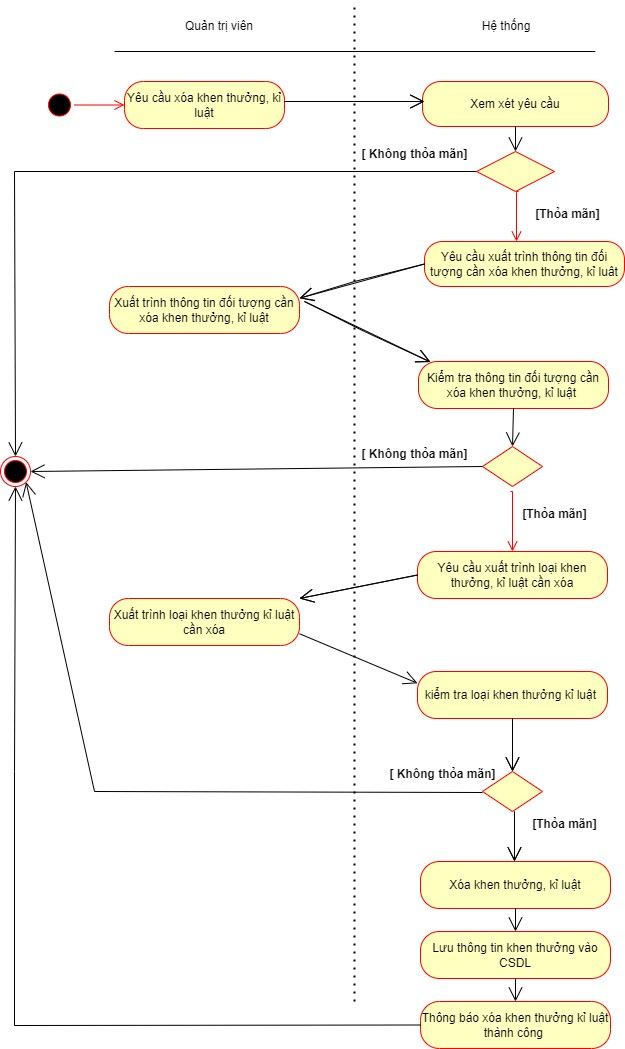 Quản trị viên
Hệ thống
Yêu cầu xóa khen thưởng, kỉ
luật
Xem xét yêu cầu
[ Không thỏa mãn]
[Thỏa mãn]
Yêu cầu xuất trình thông tin đối
tượng cần xóa khen thưởng, kỉ luât
Xuất trình thông tin đối tượng cần
xóa khen thưởng, kỉ luật
Kiểm tra thông tin đối tượng cần
xóa khen thưởng, kỉ luật
[ Không thỏa mãn]
[Thỏa mãn]
Yêu cầu xuất trình loại khen
thưởng, kỉ luật cần xóa
Xuất trình loại khen thưởng kỉ luật
cần xóa
kiểm tra loại khen thưởng kỉ luật
[ Không thỏa mãn]
[Thỏa mãn]
Xóa khen thưởng, kỉ luật
Lưu thông tin khen thưởng vào
CSDL
Thông báo xóa khen thưởng kỉ luật
thành công